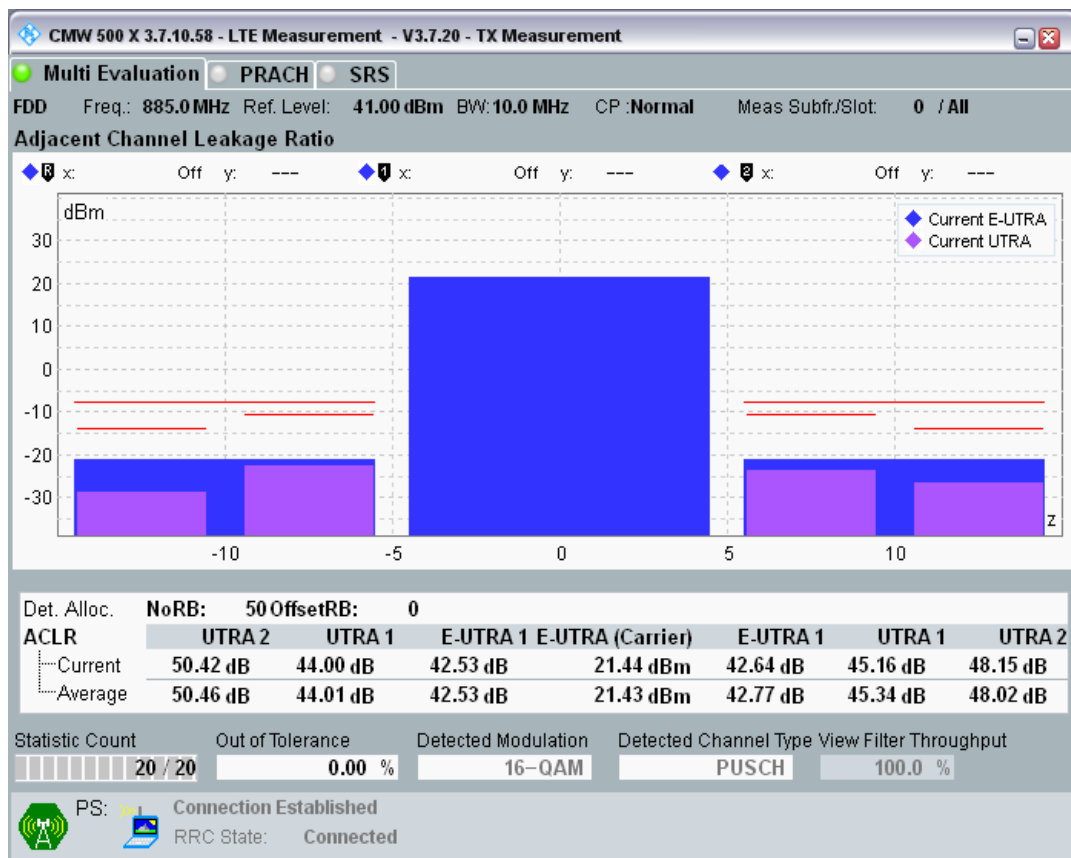 CMW 500 X 3.7.10.58 - LTE Measurement - V3.7.20 - TX Measurement
Multi Evaluation PRACH SRS
FDD Freq.: 885.0 MHz Ref. Level: 41.00 dBm BW: 10.0 MHz CP :Normal Meas Subfr./Slot: 0 / All
Adjacent Channel Leakage Ratio
R x: Off y: --- 1 x: Off y: --- 2 x: Off y: ---
dBm
Current E-UTRA
Current UTRA
30
20
10
0
-10
-20
-30
z
-10 -5 0 5 10
Det. Alloc. NoRB: 50 OffsetRB: 0
ACLR UTRA 2 UTRA 1 E-UTRA 1 E-UTRA (Carrier) E-UTRA 1 UTRA 1 UTRA 2
Current 50.42 dB 44.00 dB 42.53 dB 21.44 dBm 42.64 dB 45.16 dB 48.15 dB
Average 50.46 dB 44.01 dB 42.53 dB 21.43 dBm 42.77 dB 45.34 dB 48.02 dB
Statistic Count Out of Tolerance Detected Modulation Detected Channel Type View Filter Throughput
20 / 20 0.00 % 16-QAM PUSCH 100.0 %
PS: Connection Established
RRC State: Connected